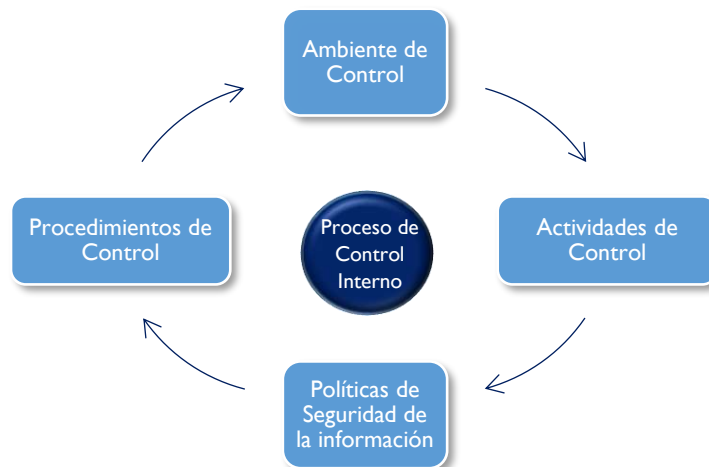 Ambiente de
Control
Procedimientos de
Control
Proceso de
Control
Interno
Actividades de
Control
Políticas de
Seguridad de
la información